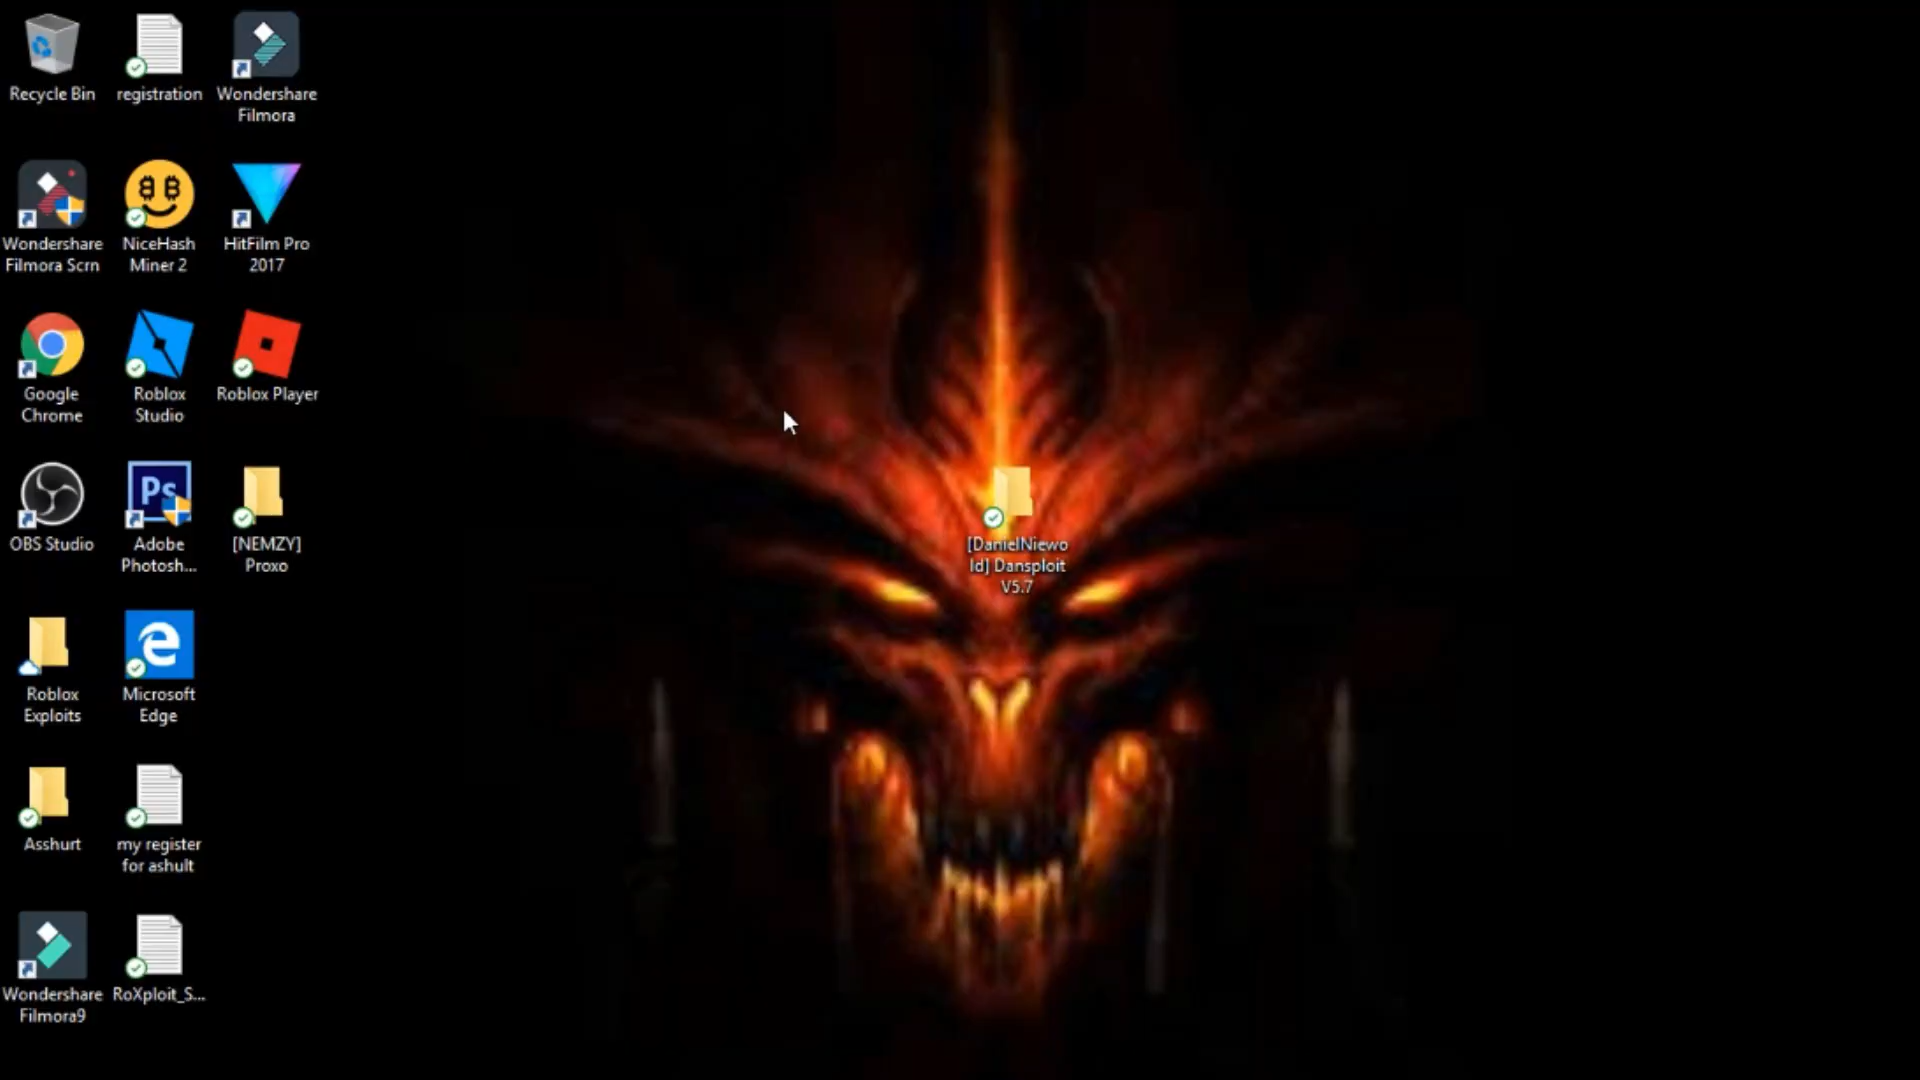 Recycle Bin
registration
Wondershare
Filmora
Wondershare
Filmora Scrn
NiceHash
Miner 2
HitFilm Pro
2017
Google
Chrome
Roblox
Studio
Roblox Player
OBS Studio
Ps
Adobe
Photosh...
[NEMZY]
Proxo
[DanielNiewo
ld] Dansploit
V5.7
Roblox
Exploits
Microsoft
Edge
Asshurt
my register
for ashult
Wondershare
Filmora9
RoXploit_S...